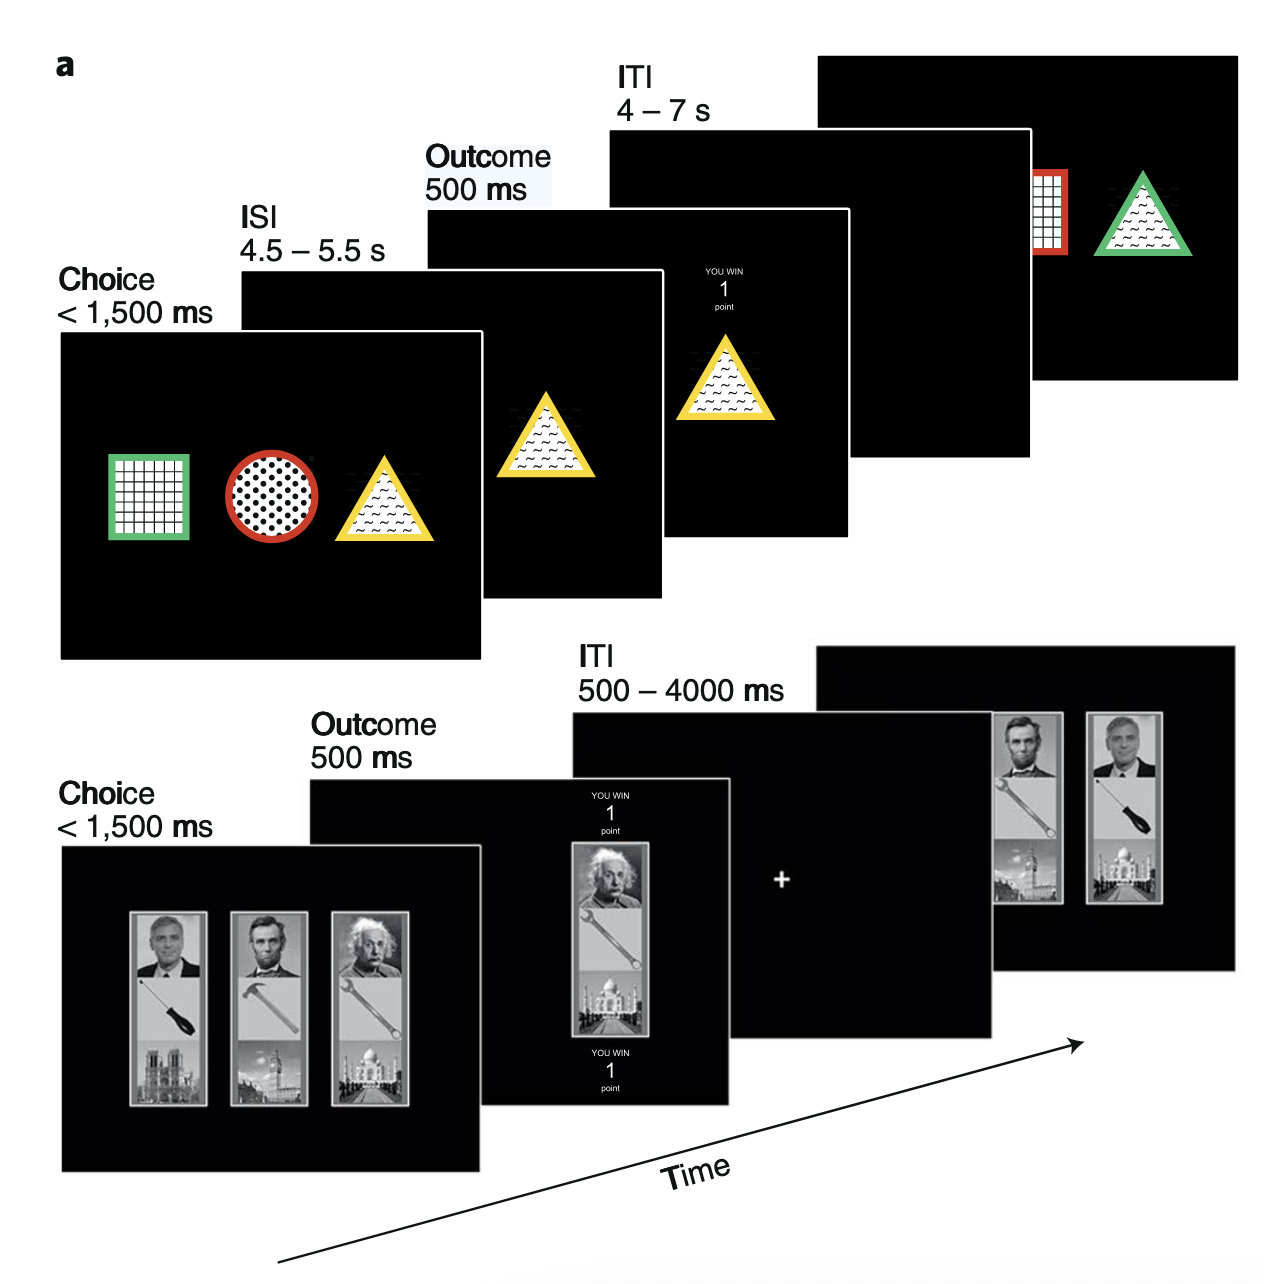 a
ITI
4 – 7 s
Outcome
500 ms
ISI
4.5 – 5.5 s
Choice
< 1,500 ms
YOU WIN
1
point
ITI
500 – 4000 ms
Outcome
500 ms
Choice
< 1,500 ms
YOU WIN
1
point
+
YOU WIN
1
point
Time